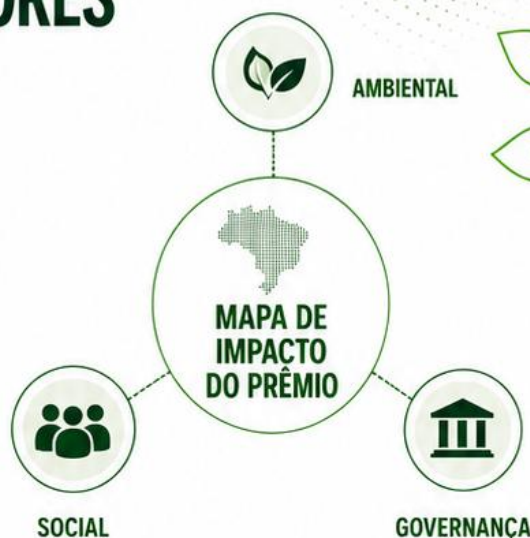 AMBIENTAL
MAPA DE
IMPACTO
DO PRÊMIO
SOCIAL
GOVERNANÇA